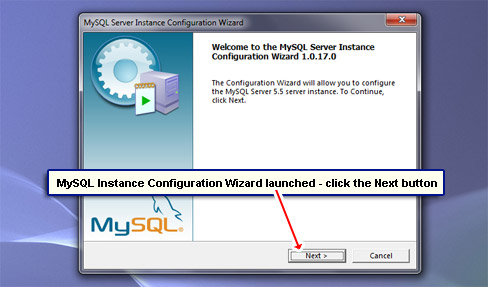 MySQL Server Instance Configuration Wizard
Welcome to the MySQL Server Instance
Configuration Wizard 1.0.17.0
The Configuration Wizard will allow you to configure
the MySQL Server 5.5 server instance. To Continue,
click Next.
MySQL Instance Configuration Wizard launched - click the Next button
MySQL®
Next >
Cancel